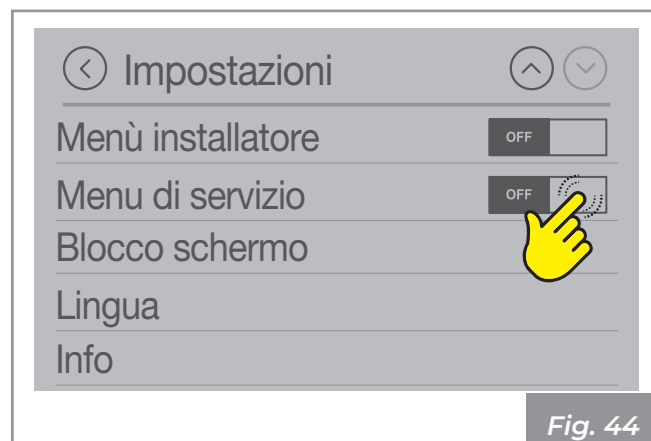 Impostazioni
Menù installatore OFF
Menu di servizio OFF
Blocco schermo
Lingua
Info
Fig. 44